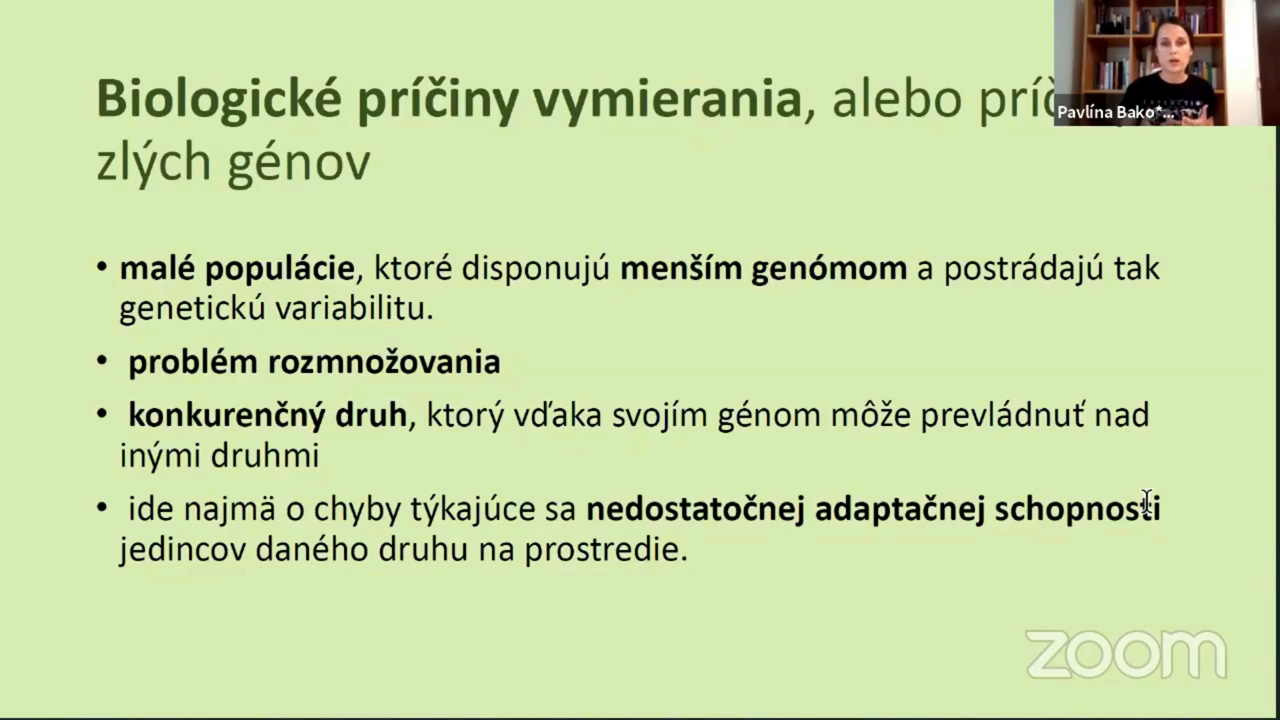 Biologické príčiny vymierania, alebo príč
zlých génov
Pavlína Bako*...
• malé populácie, ktoré disponujú menším genómom a postrádajú tak
genetickú variabilitu.
• problém rozmnožovania
• konkurenčný druh, ktorý vďaka svojím génom môže prevládnuť nad
inými druhmi
• ide najmä o chyby týkajúce sa nedostatočnej adaptačnej schopnosti
jedincov daného druhu na prostredie.
zoom